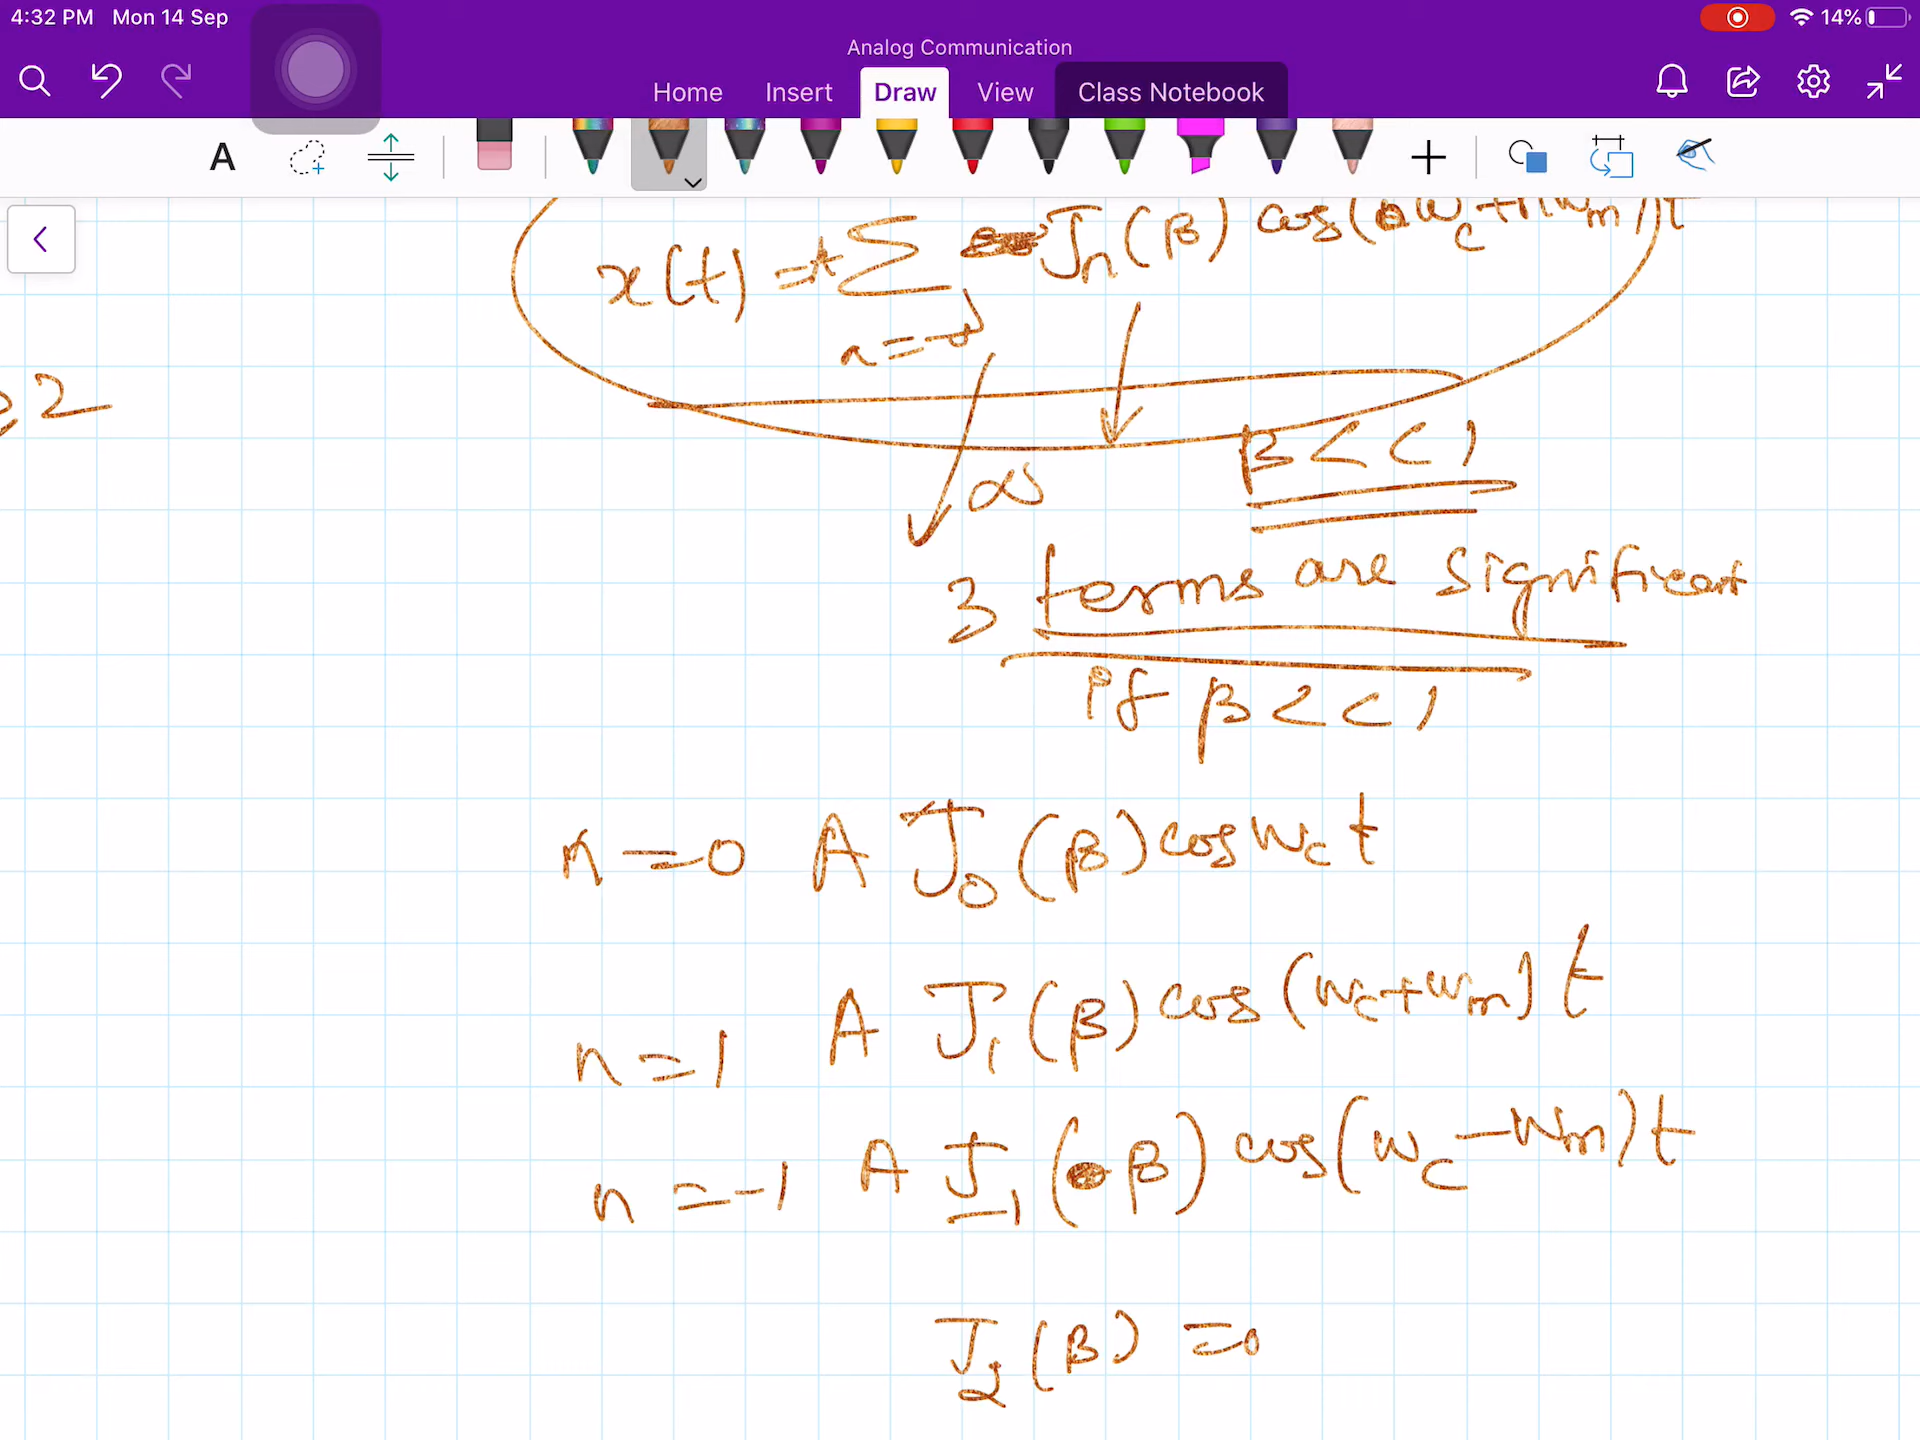 4:32 PM Mon 14 Sep
14%
Analog Communication
Home Insert Draw View Class Notebook
A
x(t) = A∑ Jn(β) cos(ωc+nωm)t
n=-∞
2
∞
β<<1
3 terms are significant
if β<<1
n=0 A J0(β) cos ωc t
n=1 A J1(β) cos(ωc+ωm)t
n=-1 A J-1(β) cos(ωc-ωm)t
J2(β) =0